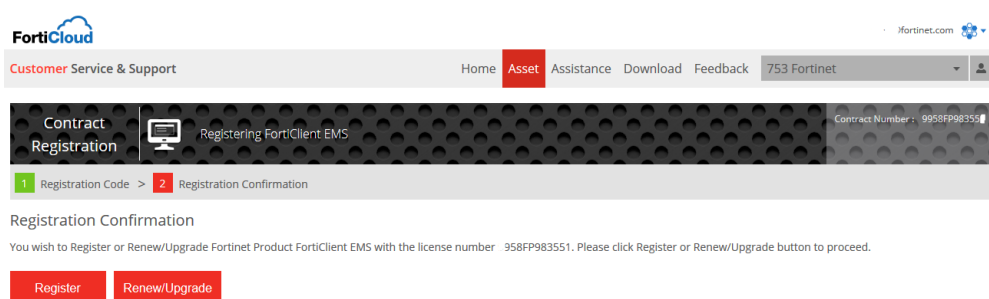 FortiCloud
fortinet.com
Customer Service & Support
Home Asset Assistance Download Feedback 753 Fortinet
Contract Registration
Registering FortiClient EMS
Contract Number : 9958FP98355
1 Registration Code > 2 Registration Confirmation
Registration Confirmation
You wish to Register or Renew/Upgrade Fortinet Product FortiClient EMS with the license number 958FP983551. Please click Register or Renew/Upgrade button to proceed.
Register Renew/Upgrade